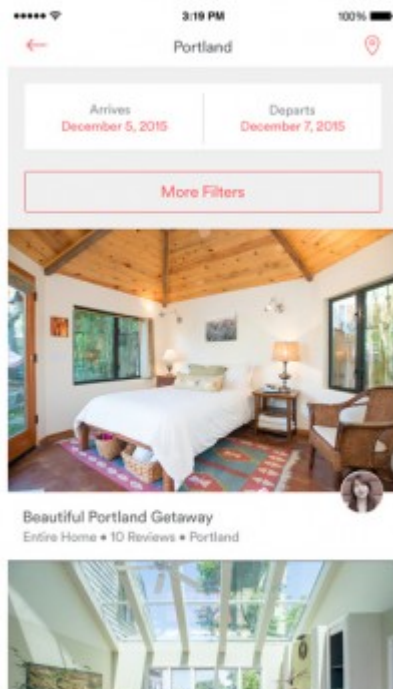 3:19 PM
100%
Portland
Arrives
December 5, 2015
Departs
December 7, 2015
More Filters
Beautiful Portland Getaway
Entire Home • 10 Reviews • Portland